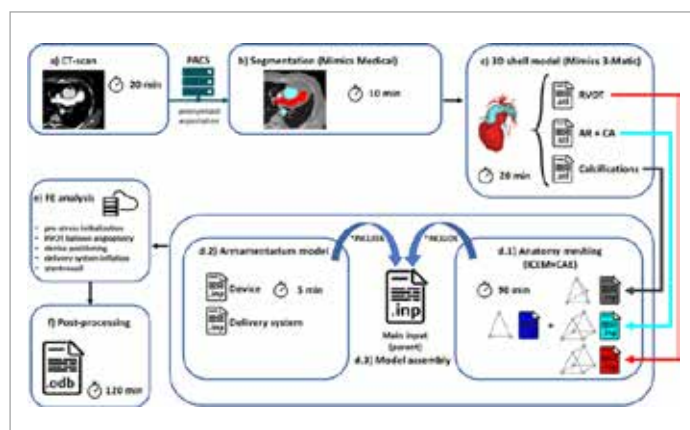 a) CT-scan
20 min
PACS
anonymized
exportation
b) Segmentation (Mimics Medical)
10 min
c) 3D shell model (Mimics 3-Matic)
RVOT
AR + CA
Calcifications
20 min
e) FE analysis
pre-stress initialization
RVOT balloon angioplasty
device positioning
delivery system inflation
stent recoil
f) Post-processing
.odb
120 min
d.2) Armamentarium model
.inp
Device
5 min
.inp
Delivery system
*INCLUDE
*INCLUDE
.inp
Main input
(parent)
d.3) Model assembly
d.1) Anatomy meshing
(ICEM+CAE)
90 min
+